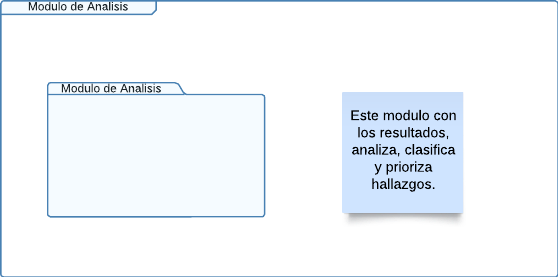 Modulo de Analisis
Modulo de Analisis
Este modulo con
los resultados,
analiza, clasifica
y prioriza
hallazgos.